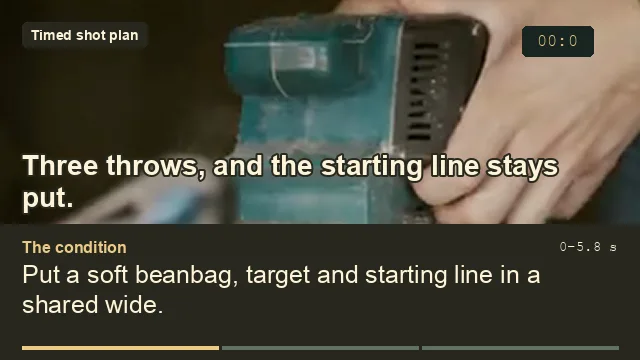 Timed shot plan
00:0
Three throws, and the starting line stays
put.
The condition
0–5.8 s
Put a soft beanbag, target and starting line in a
shared wide.